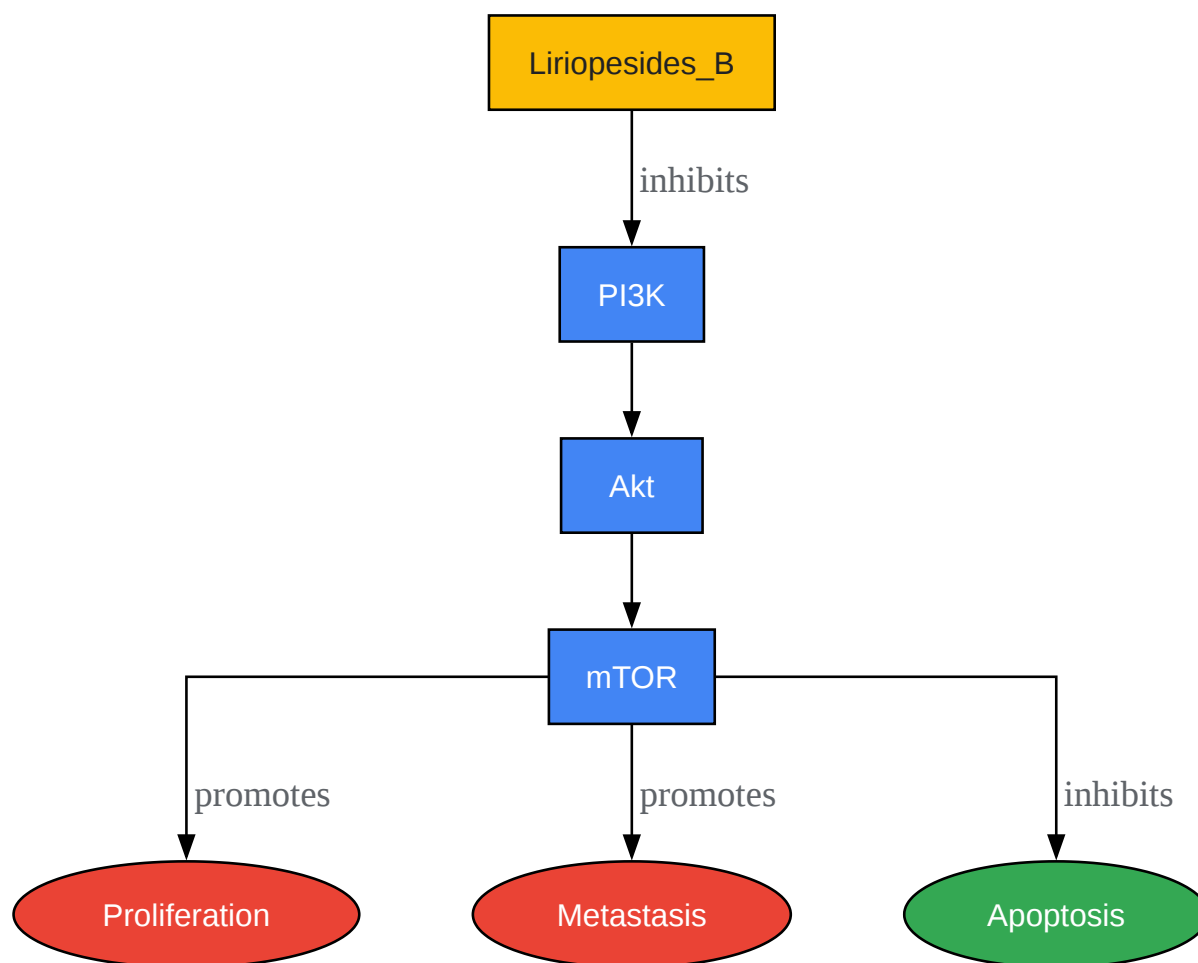 Liriopesides_B
inhibits
PI3K
Akt
mTOR
promotes
promotes
inhibits
Proliferation
Metastasis
Apoptosis